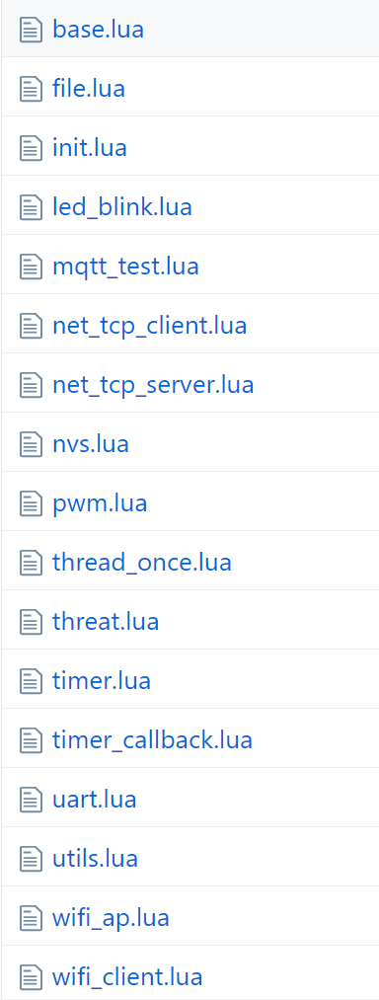 base.lua
file.lua
init.lua
led_blink.lua
mqtt_test.lua
net_tcp_client.lua
net_tcp_server.lua
nvs.lua
pwm.lua
thread_once.lua
threat.lua
timer.lua
timer_callback.lua
uart.lua
utils.lua
wifi_ap.lua
wifi_client.lua